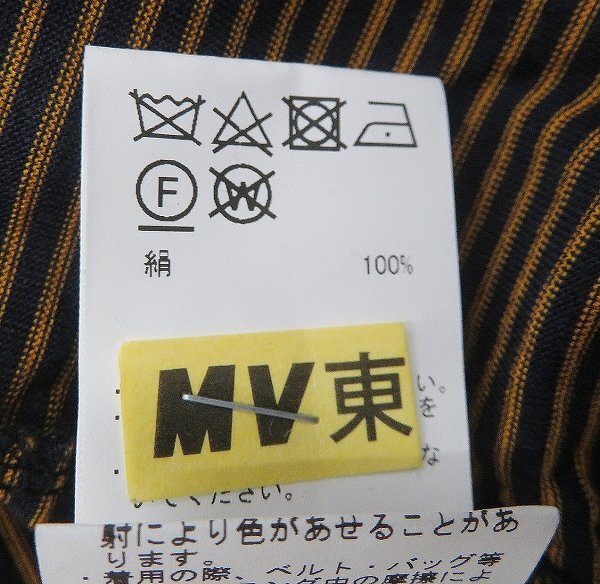 F
W
絹 100%
MV東
い。
を
な
いてください。
射により色があせることがあ
ります。
・着用の際、ベルト・バッグ等